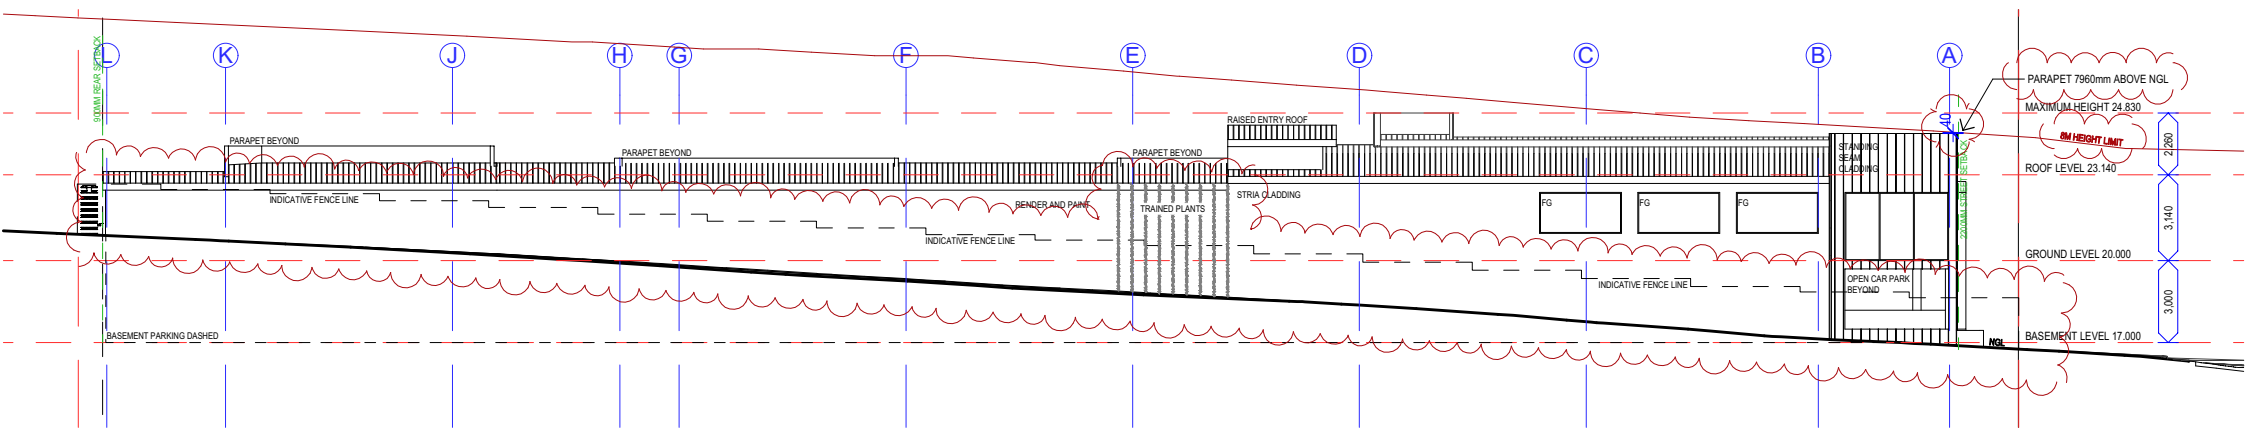 900MM REAR SETBACK
L
K
J
H
G
F
E
D
C
B
A
PARAPET 7960mm ABOVE NGL
MAXIMUM HEIGHT 24.830
40
8M HEIGHT LIMIT
2,260
RAISED ENTRY ROOF
PARAPET BEYOND
PARAPET BEYOND
PARAPET BEYOND
STANDING
SEAM
CLADDING
ROOF LEVEL 23.140
INDICATIVE FENCE LINE
RENDER AND PAINT
TRAINED PLANTS
STRIA CLADDING
FG
FG
FG
3,140
INDICATIVE FENCE LINE
GROUND LEVEL 20.000
INDICATIVE FENCE LINE
OPEN CAR PARK
BEYOND
3,000
BASEMENT PARKING DASHED
NGL
BASEMENT LEVEL 17.000